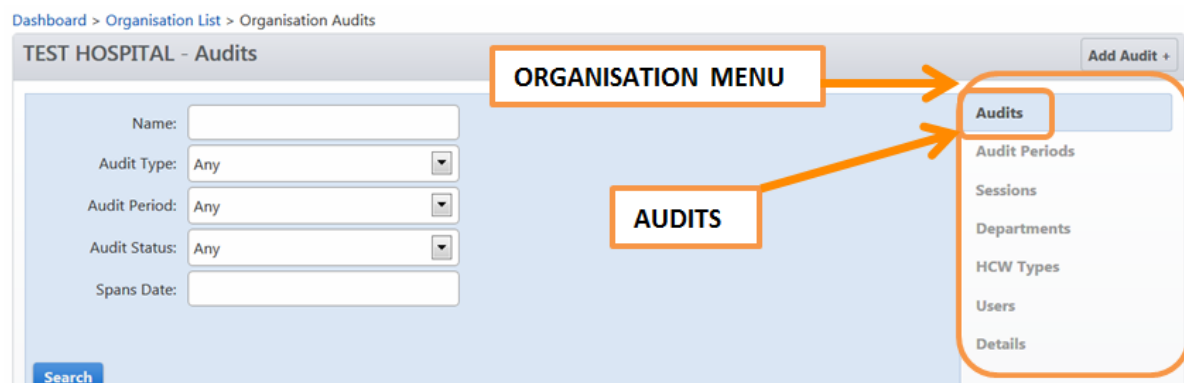 Dashboard > Organisation List > Organisation Audits
TEST HOSPITAL - Audits
Add Audit +
ORGANISATION MENU
Name:
Audit Type: Any
Audit Period: Any
Audit Status: Any
Spans Date:
Search
AUDITS
Audits
Audit Periods
Sessions
Departments
HCW Types
Users
Details